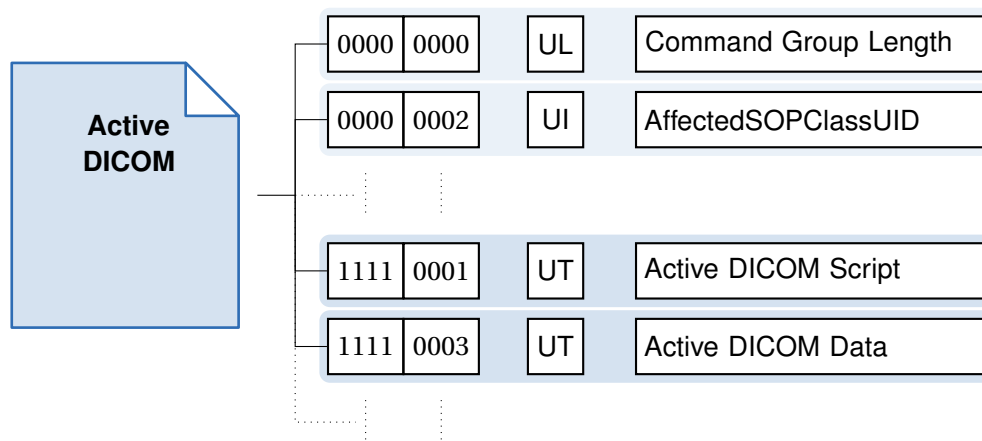 Active
DICOM
0000 0000 UL Command Group Length
0000 0002 UI AffectedSOPClassUID
1111 0001 UT Active DICOM Script
1111 0003 UT Active DICOM Data